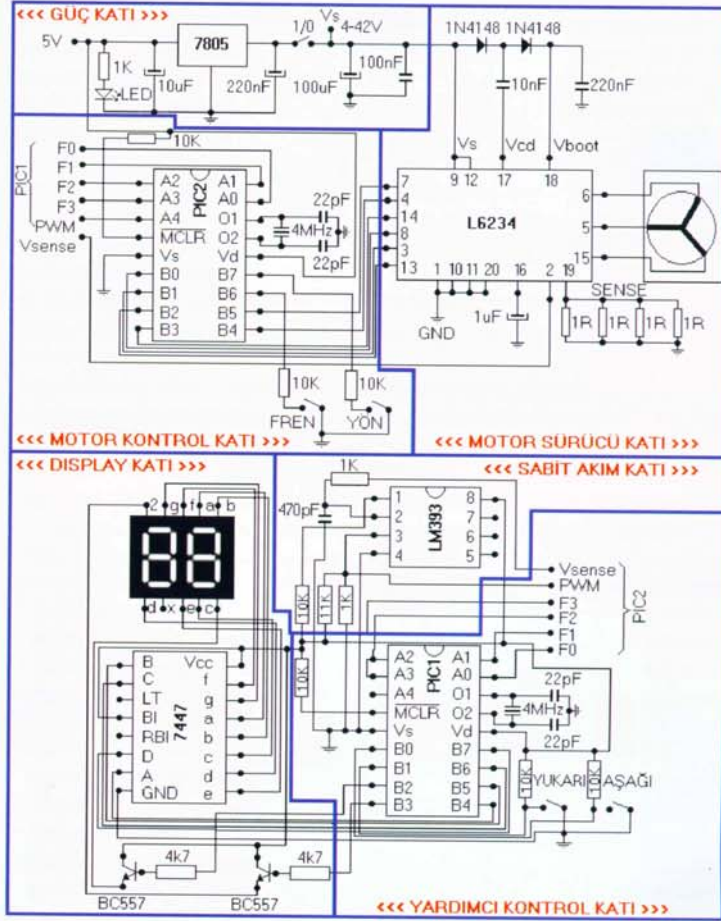 <<< GÜÇ KATI >>>
5V
7805
1/0
Vs
4-42V
1N4148
1N4148
1K
LED
10uF
220nF
100uF
100nF
10nF
220nF
Vs
Vcd
Vboot
9
12
17
18
10K
PIC1
F0
F1
F2
F3
PWM
Vsense
PIC2
A2
A3
A4
MCLR
Vs
B0
B1
B2
B3
A1
A0
O1
O2
Vd
B7
B6
B5
B4
22pF
4MHz
22pF
7
4
14
8
3
13
L6234
6
5
15
1
10
11
20
16
2
19
GND
1uF
SENSE
1R
1R
1R
1R
10K
10K
FREN
YÖN
<<< MOTOR KONTROL KATI >>>
<<< MOTOR SÜRÜCÜ KATI >>>
<<< DISPLAY KATI >>>
<<< SABİT AKIM KATI >>>
2
g
f
a
b
88
d
x
e
c
1K
470pF
1
2
3
4
LM393
8
7
6
5
10K
11K
1K
10K
Vsense
PWM
F3
F2
F1
F0
PIC2
B
C
LT
BI
RBI
D
A
GND
7447
Vcc
f
g
a
b
c
d
e
PIC1
A2
A3
A4
MCLR
Vs
B0
B1
B2
B3
A1
A0
O1
O2
Vd
B7
B6
B5
B4
22pF
4MHz
22pF
10K
YUKARI
10K
AŞAĞI
4k7
4k7
BC557
BC557
<<< YARDIMCI KONTROL KATI >>>